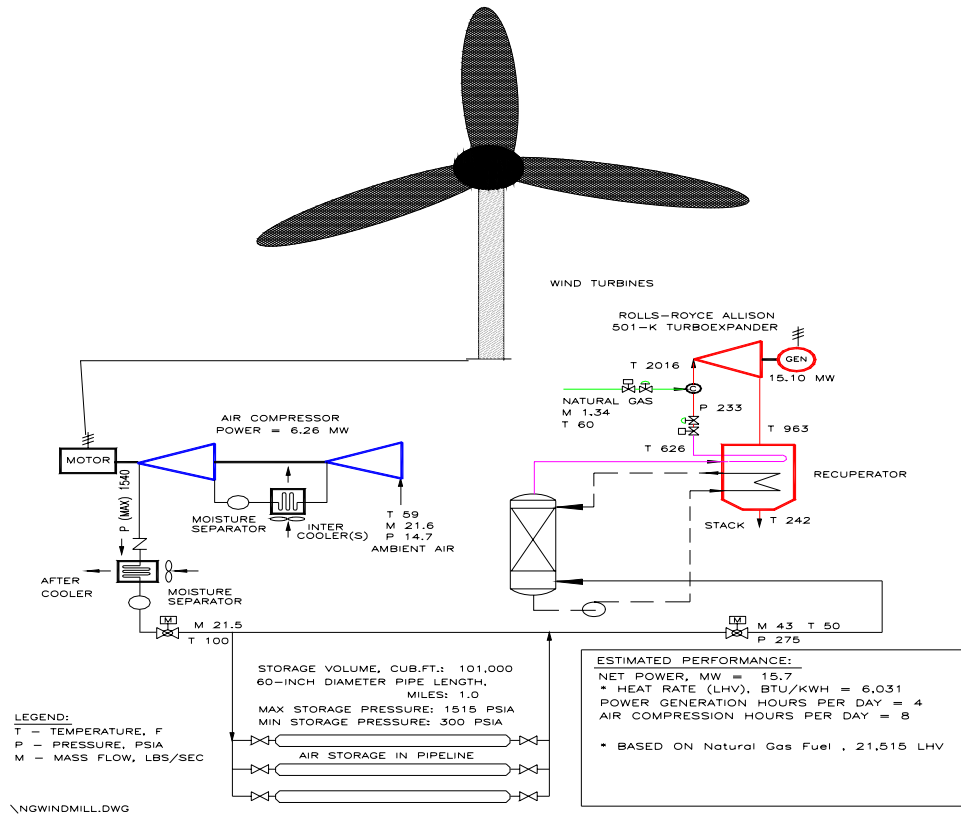 WIND TURBINES
ROLLS-ROYCE ALLISON
501-K TURBOEXPANDER
T 2016
GEN
15.10 MW
C
NATURAL GAS
M 1.34
T 60
P 233
T 963
T 626
RECUPERATOR
STACK
T 242
AIR COMPRESSOR
POWER = 6.26 MW
MOTOR
P (MAX) 1540
MOISTURE
SEPARATOR
INTER
COOLER(S)
T 59
M 21.6
P 14.7
AMBIENT AIR
AFTER
COOLER
MOISTURE
SEPARATOR
M
M 21.5
T 100
M
M 43 T 50
P 275
STORAGE VOLUME, CUB.FT.: 101,000
60-INCH DIAMETER PIPE LENGTH,
MILES: 1.0
MAX STORAGE PRESSURE: 1515 PSIA
MIN STORAGE PRESSURE: 300 PSIA
AIR STORAGE IN PIPELINE
ESTIMATED PERFORMANCE:
NET POWER, MW = 15.7
* HEAT RATE (LHV), BTU/KWH = 6,031
POWER GENERATION HOURS PER DAY = 4
AIR COMPRESSION HOURS PER DAY = 8
* BASED ON Natural Gas Fuel , 21,515 LHV
LEGEND:
T – TEMPERATURE, F
P – PRESSURE, PSIA
M – MASS FLOW, LBS/SEC
\NGWINDMILL.DWG